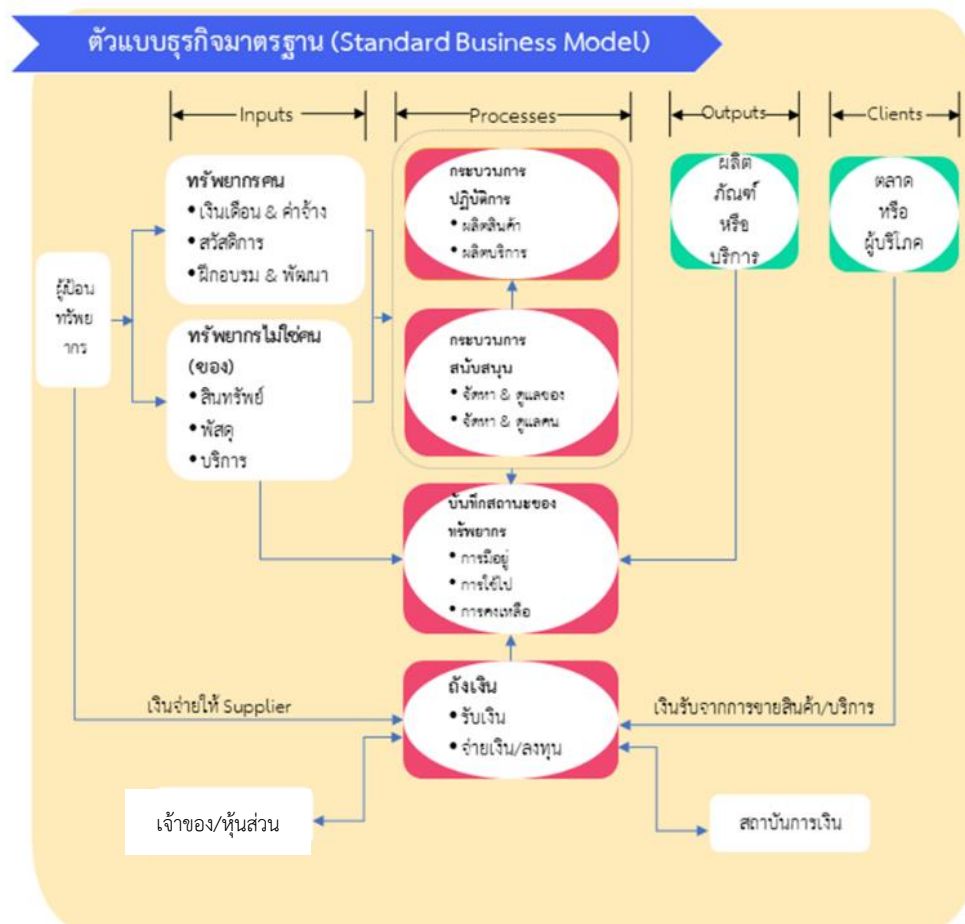 ตัวแบบธุรกิจมาตรฐาน (Standard Business Model)
Inputs
Processes
Outputs
Clients
ผู้ป้อน
ทรัพย
ากร
ทรัพยากรคน
• เงินเดือน & ค่าจ้าง
• สวัสดิการ
• ฝึกอบรม & พัฒนา
ทรัพยากรไม่ใช่คน
(ของ)
• สินทรัพย์
• พัสดุ
• บริการ
กระบวนการ
ปฏิบัติการ
• ผลิตสินค้า
• ผลิตบริการ
กระบวนการ
สนับสนุน
• จัดหา & ดูแลของ
• จัดหา & ดูแลคน
ผลิต
ภัณฑ์
หรือ
บริการ
ตลาด
หรือ
ผู้บริโภค
บันทึกสถานะของ
ทรัพยากร
• การมีอยู่
• การใช้ไป
• การคงเหลือ
ถังเงิน
• รับเงิน
• จ่ายเงิน/ลงทุน
เงินจ่ายให้ Supplier
เงินรับจากการขายสินค้า/บริการ
เจ้าของ/หุ้นส่วน
สถาบันการเงิน